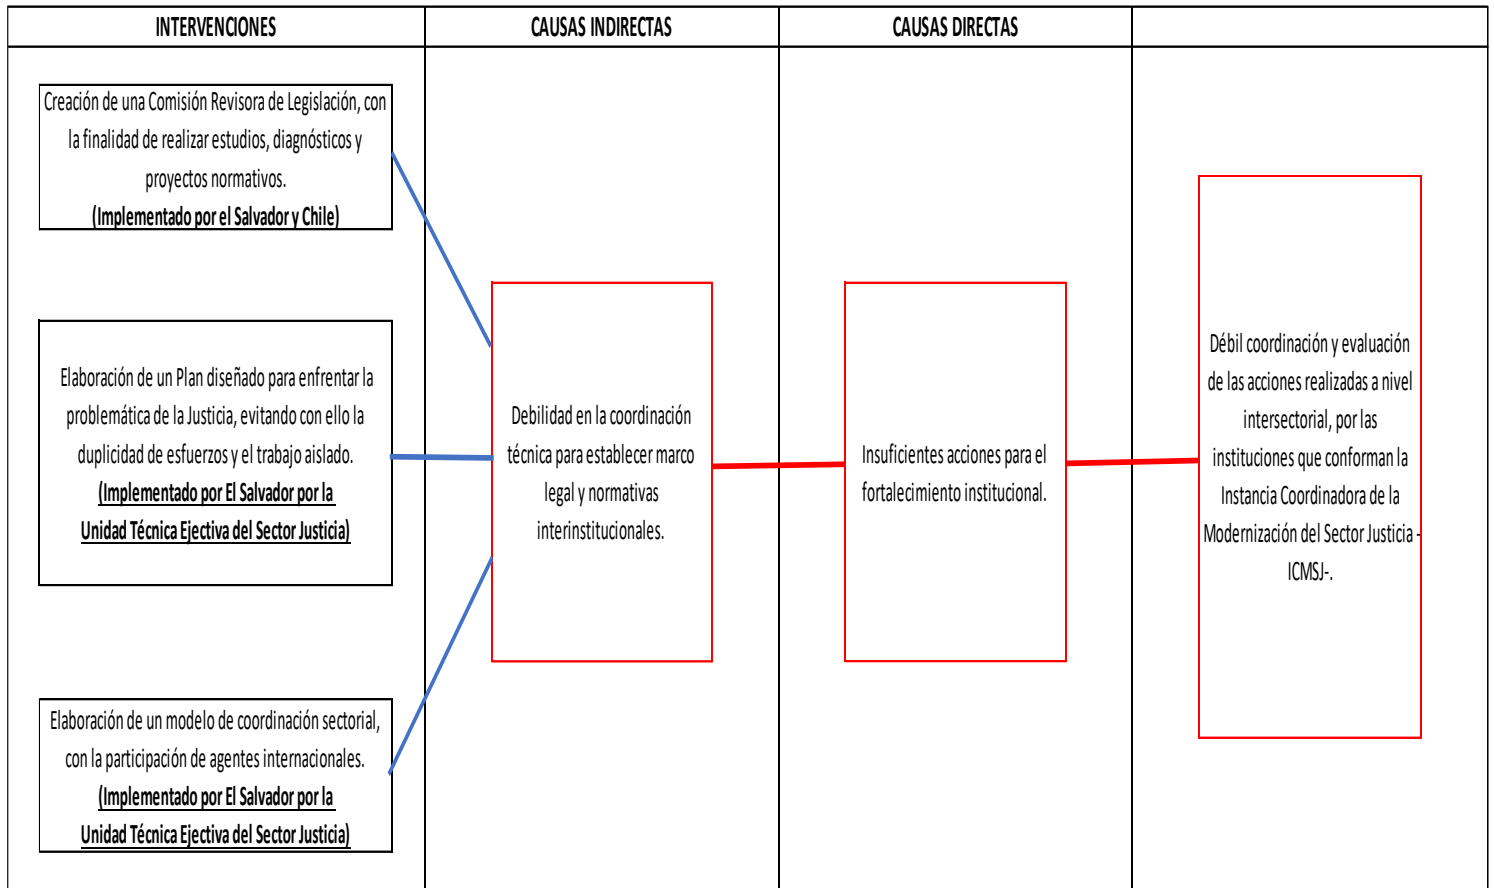 INTERVENCIONES
CAUSAS INDIRECTAS
CAUSAS DIRECTAS
Creación de una Comisión Revisora de Legislación, con
la finalidad de realizar estudios, diagnósticos y
proyectos normativos.
(Implementado por el Salvador y Chile)
Elaboración de un Plan diseñado para enfrentar la
problemática de la Justicia, evitando con ello la
duplicidad de esfuerzos y el trabajo aislado.
(Implementado por El Salvador por la
Unidad Técnica Ejecutiva del Sector Justicia)
Elaboración de un modelo de coordinación sectorial,
con la participación de agentes internacionales.
(Implementado por El Salvador por la
Unidad Técnica Ejecutiva del Sector Justicia)
Debilidad en la coordinación
técnica para establecer marco
legal y normativas
interinstitucionales.
Insuficientes acciones para el
fortalecimiento institucional.
Débil coordinación y evaluación
de las acciones realizadas a nivel
intersectorial, por las
instituciones que conforman la
Instancia Coordinadora de la
Modernización del Sector Justicia -
ICMSJ-.